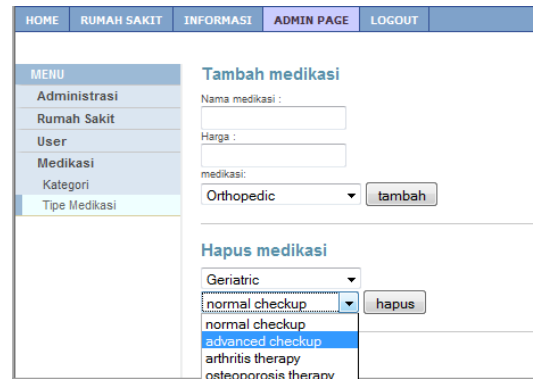 HOME RUMAH SAKIT INFORMASI ADMIN PAGE LOGOUT
MENU
Administrasi
Rumah Sakit
User
Medikasi
Kategori
Tipe Medikasi
Tambah medikasi
Nama medikasi :
Harga :
medikasi:
Orthopedic tambah
Hapus medikasi
Geriatric
normal checkup hapus
normal checkup
advanced checkup
arthritis therapy
osteoporosis therapy